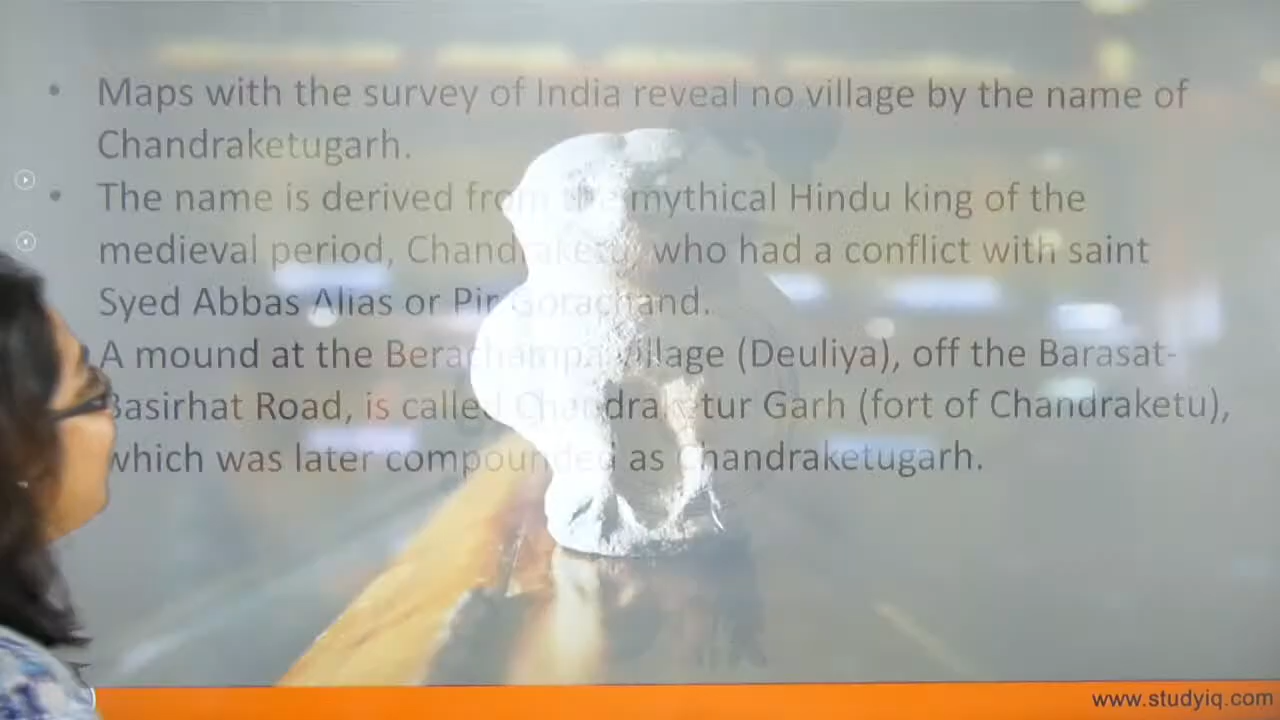 • Maps with the survey of India reveal no village by the name of
Chandraketugarh.
• The name is derived from the mythical Hindu king of the
medieval period, Chandraketu, who had a conflict with saint
Syed Abbas Alias or Pir Gorachand.
A mound at the Berachampa village (Deuliya), off the Barasat-
Basirhat Road, is called Chandraketur Garh (fort of Chandraketu),
which was later compounded as Chandraketugarh.
www.studyiq.com